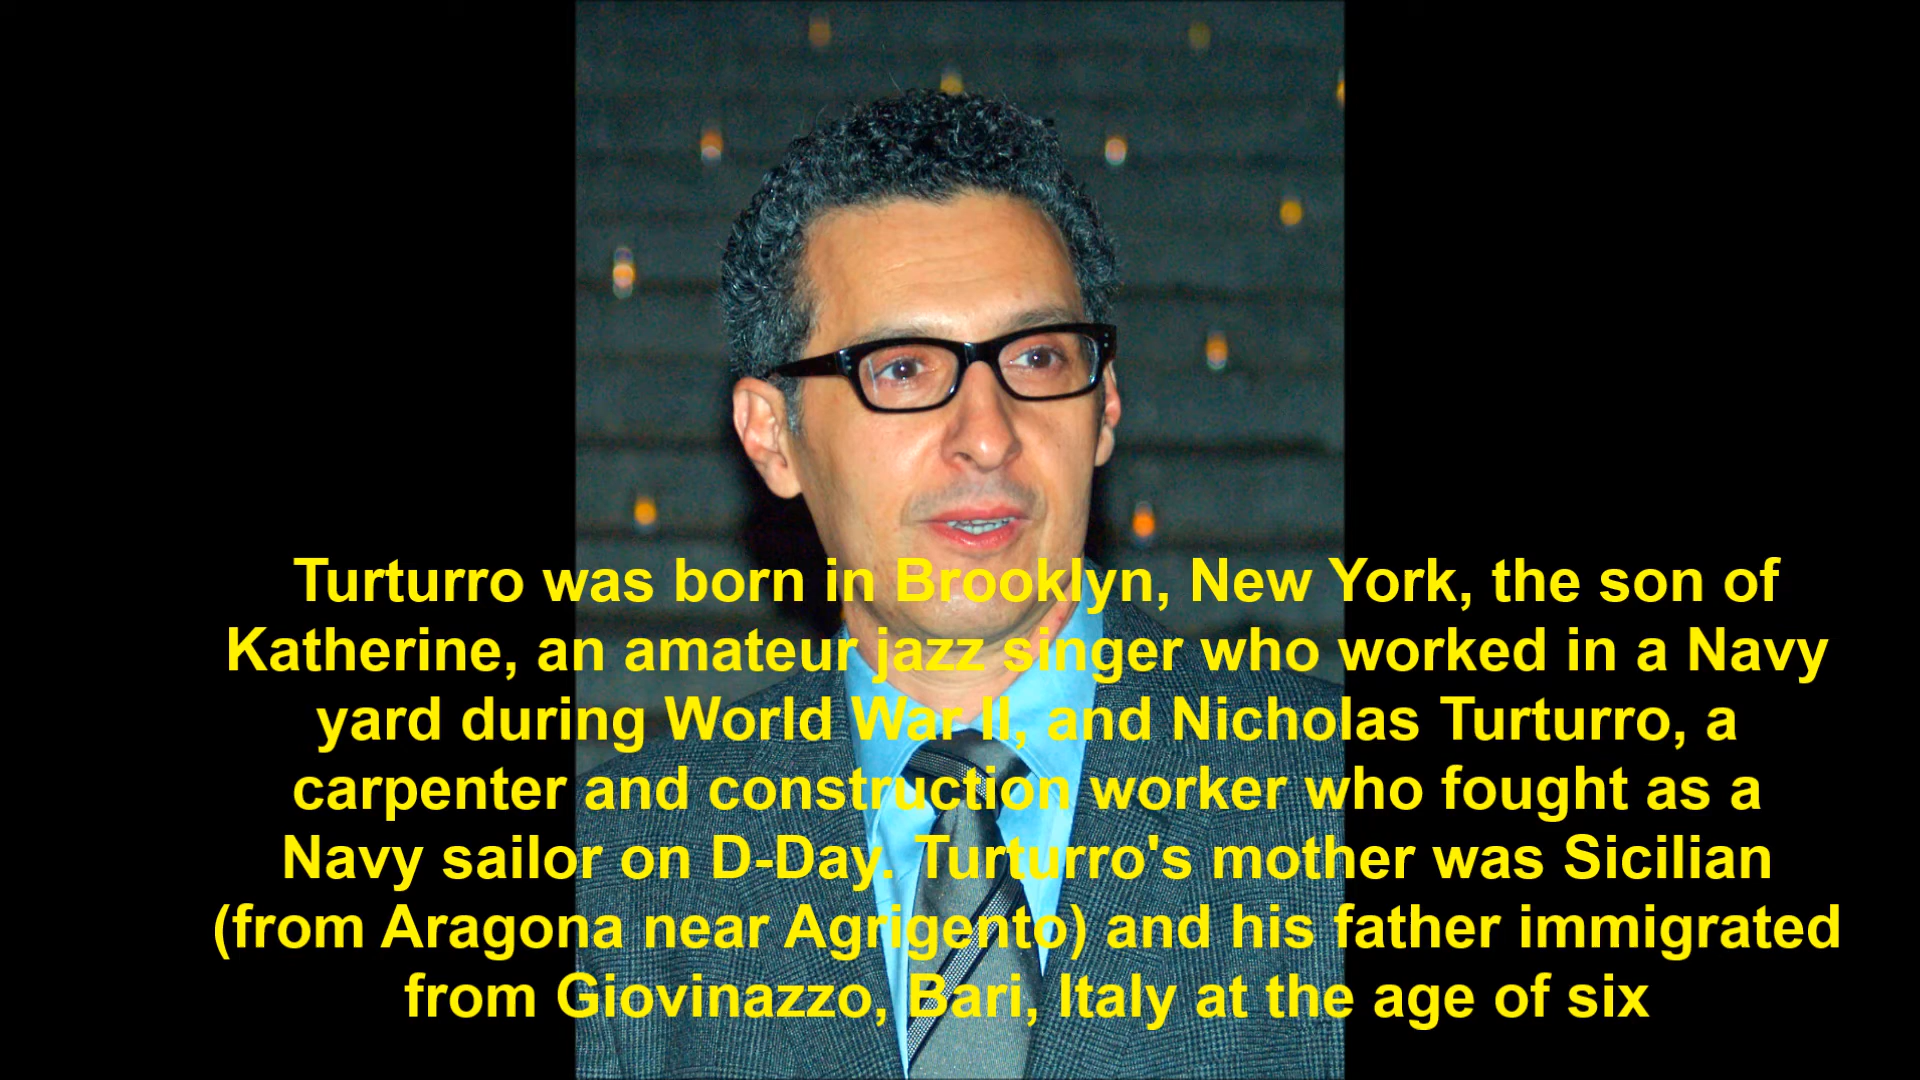 Turturro was born in Brooklyn, New York, the son of
Katherine, an amateur jazz singer who worked in a Navy
yard during World War II, and Nicholas Turturro, a
carpenter and construction worker who fought as a
Navy sailor on D-Day. Turturro's mother was Sicilian
(from Aragona near Agrigento) and his father immigrated
from Giovinazzo, Bari, Italy at the age of six